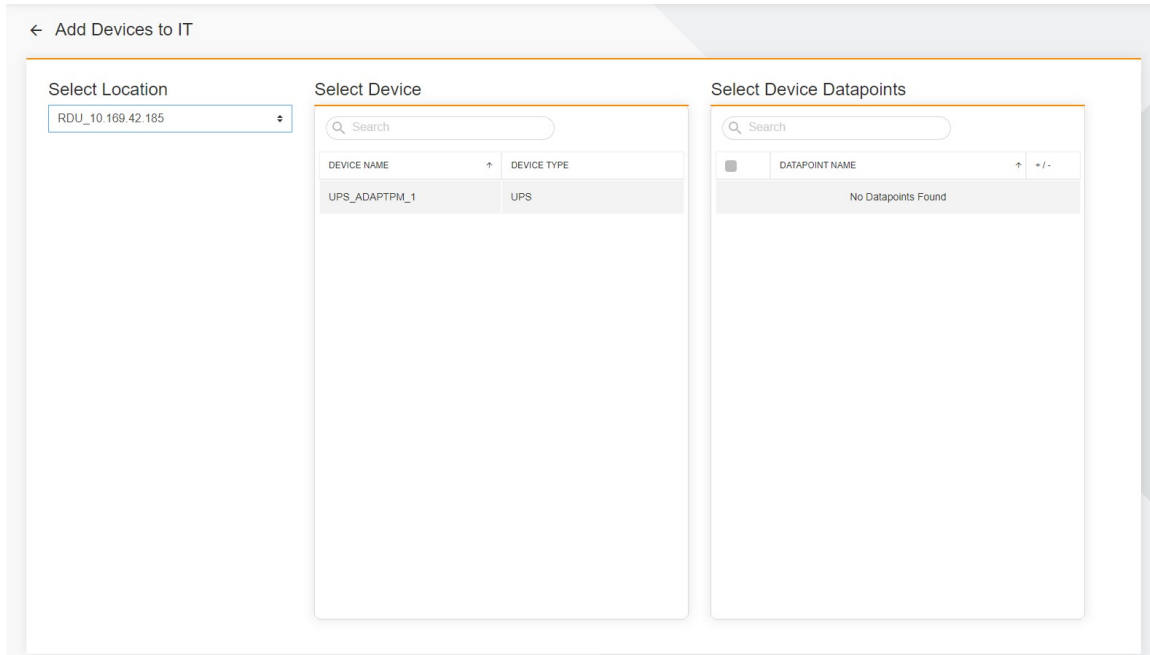 ← Add Devices to IT
Select Location
RDU_10.169.42.185
Select Device
Search
DEVICE NAME ↑ DEVICE TYPE
UPS_ADAPTPM_1 UPS
Select Device Datapoints
Search
DATAPOINT NAME ↑ + / -
No Datapoints Found